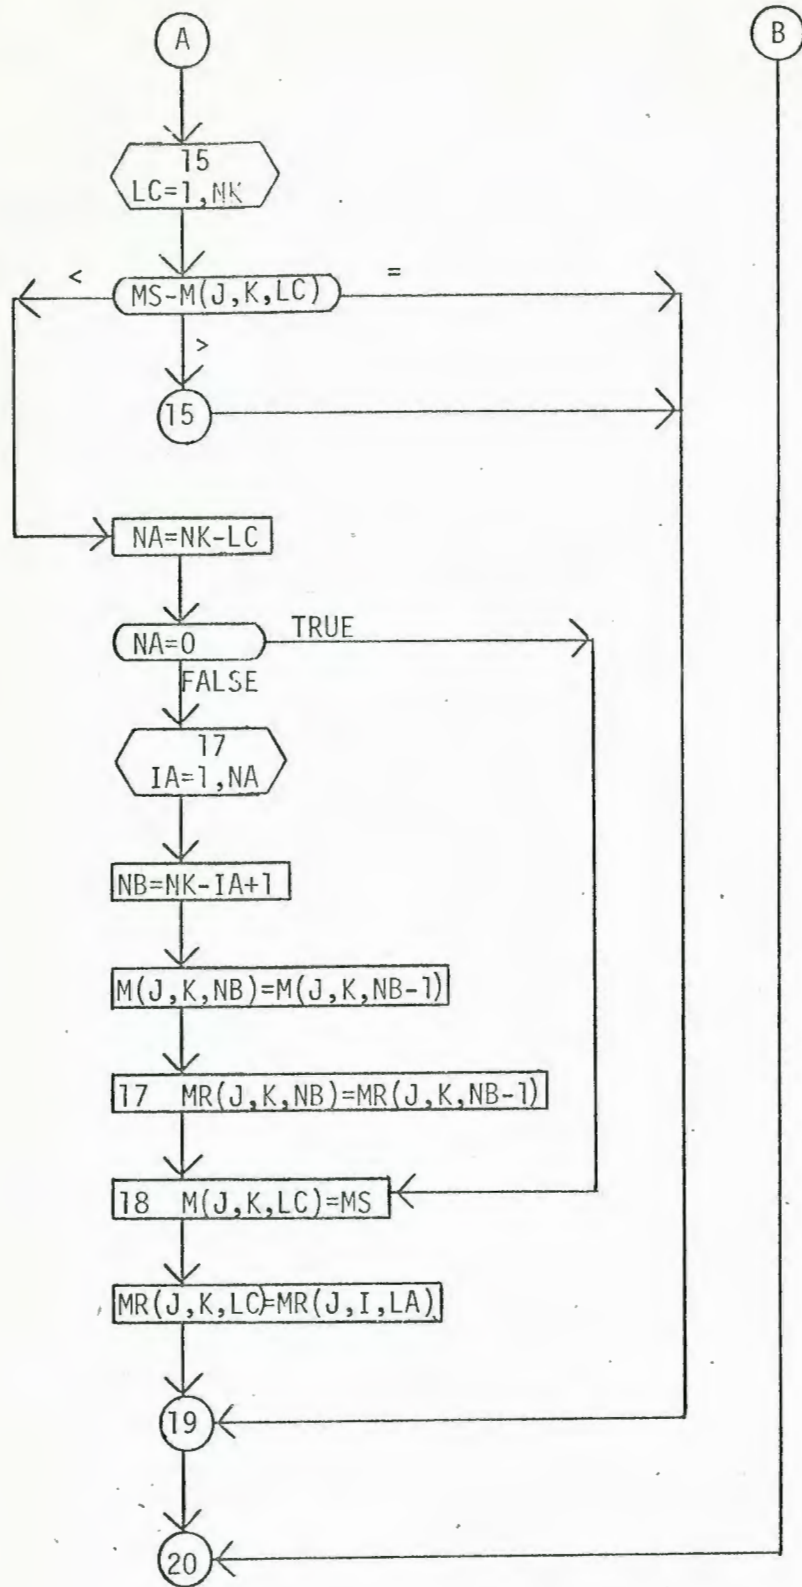 A
B
15
LC=1,NK
<
MS-M(J,K,LC)
=
>
15
NA=NK-LC
NA=0
TRUE
FALSE
17
IA=1,NA
NB=NK-IA+1
M(J,K,NB)=M(J,K,NB-1)
17 MR(J,K,NB)=MR(J,K,NB-1)
18 M(J,K,LC)=MS
MR(J,K,LC)=MR(J,I,LA)
19
20